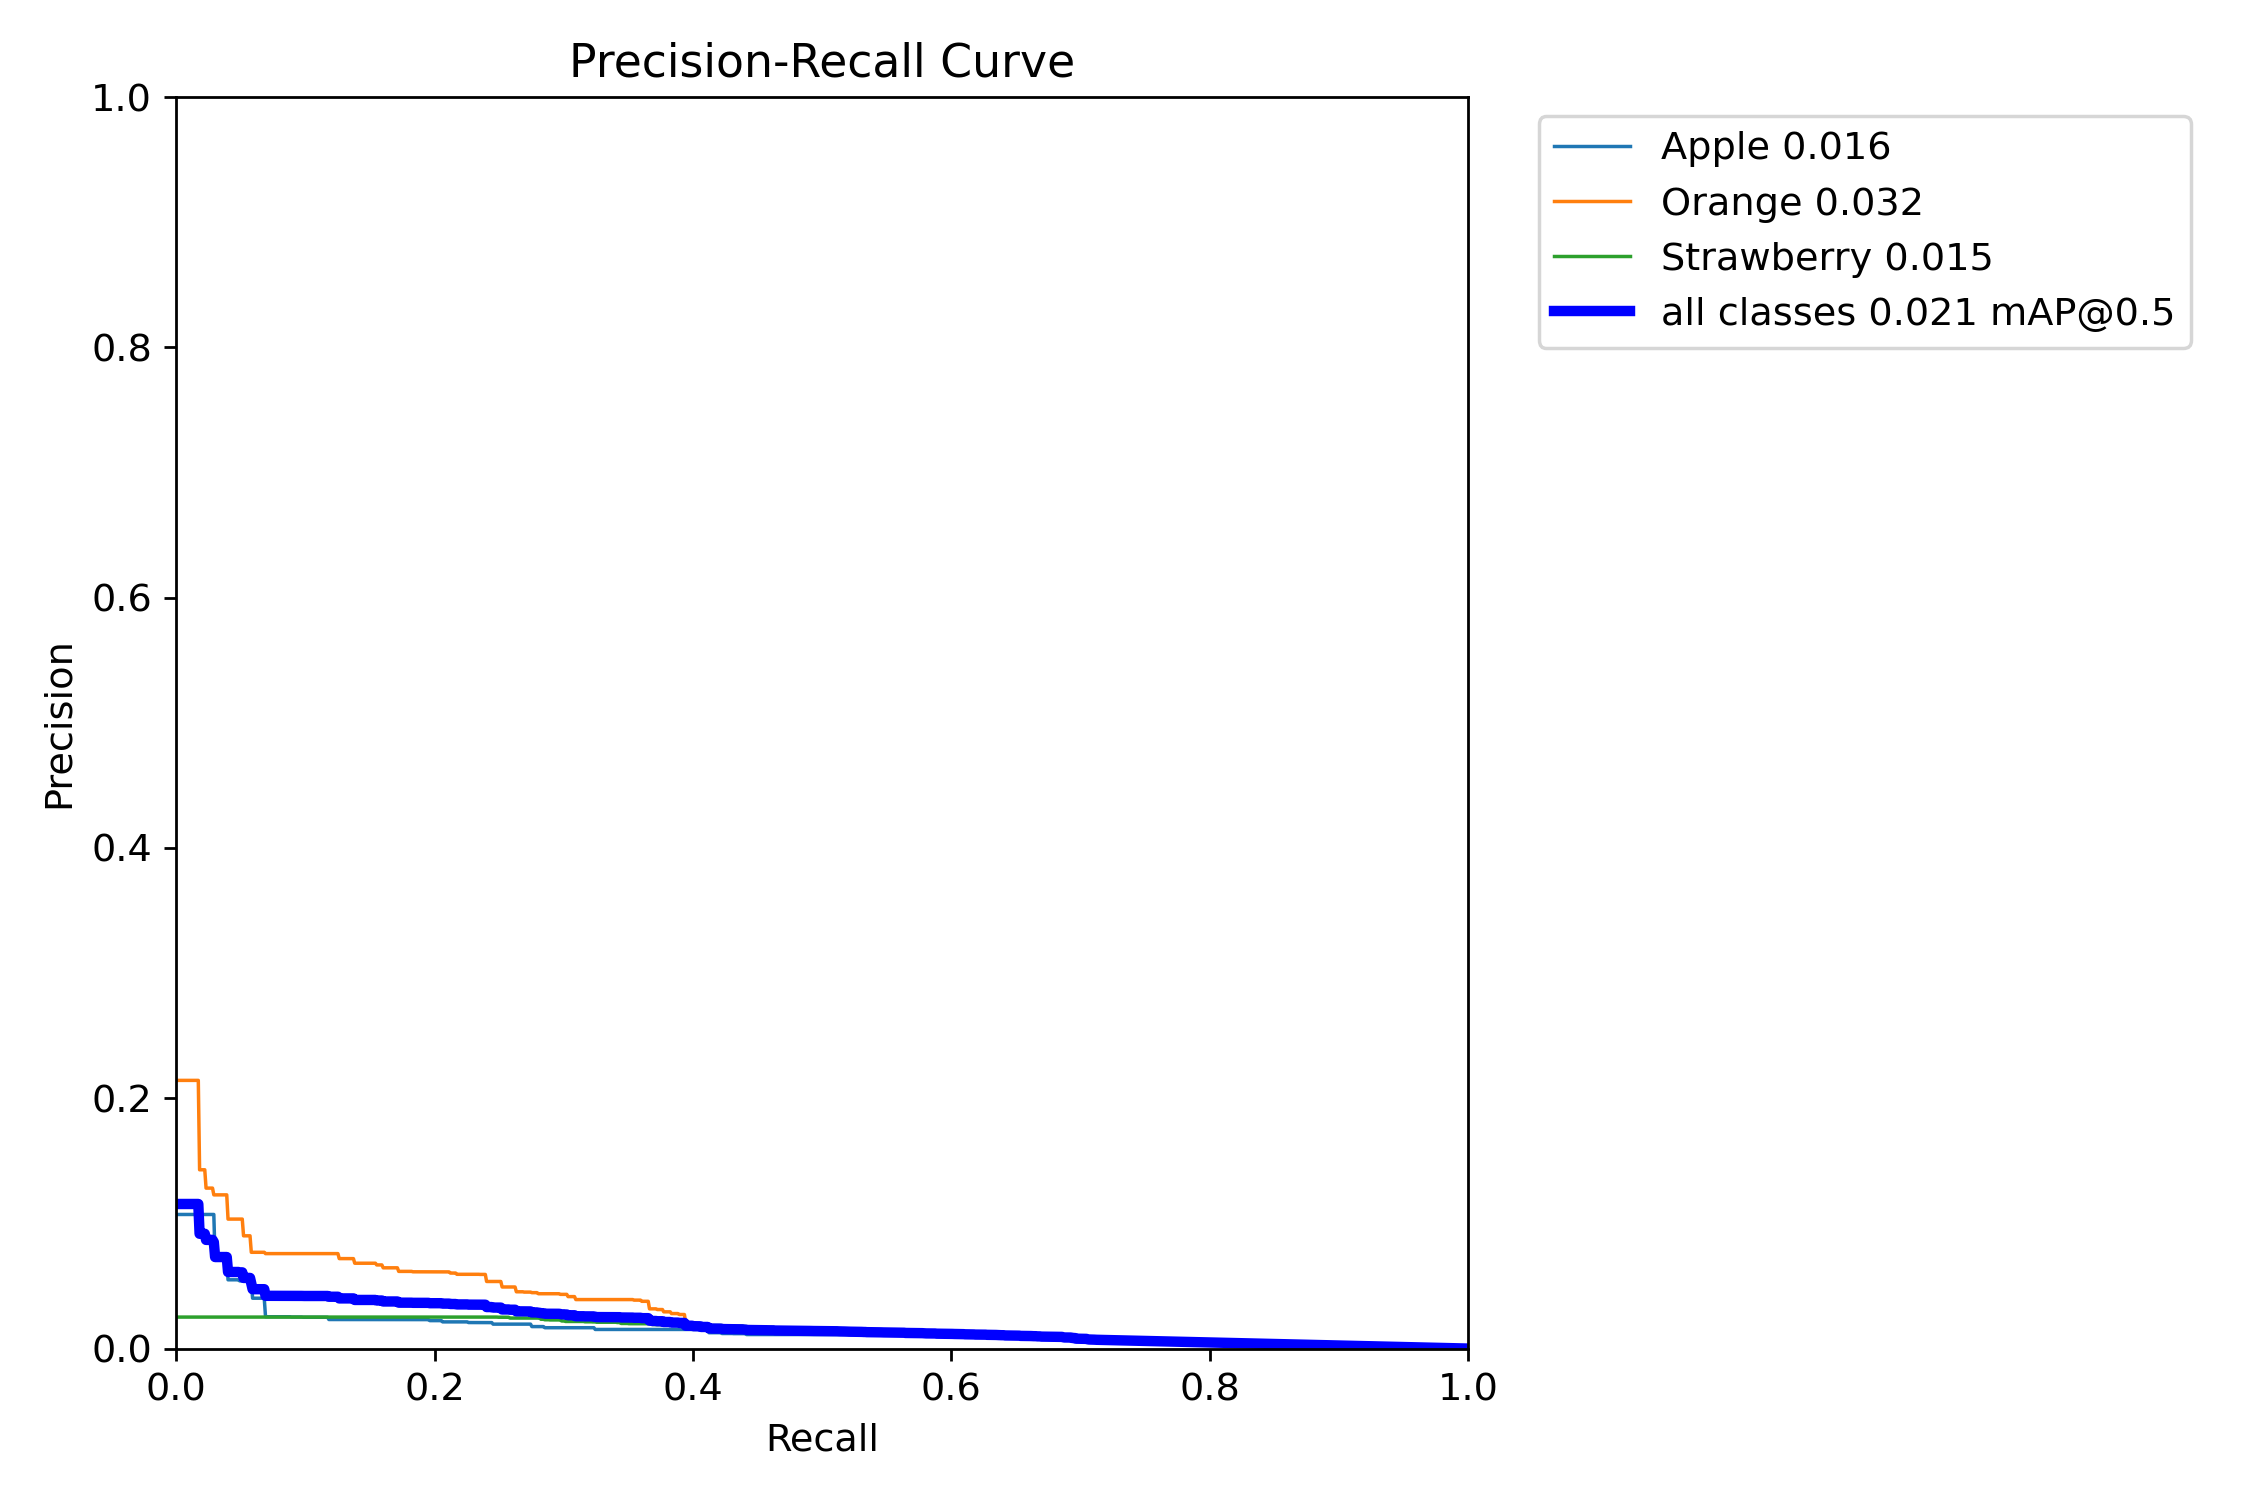 Precision-Recall Curve
1.0
0.8
0.6
0.4
0.2
0.0
Precision
0.0 0.2 0.4 0.6 0.8 1.0
Recall
Apple 0.016
Orange 0.032
Strawberry 0.015
all classes 0.021 mAP@0.5